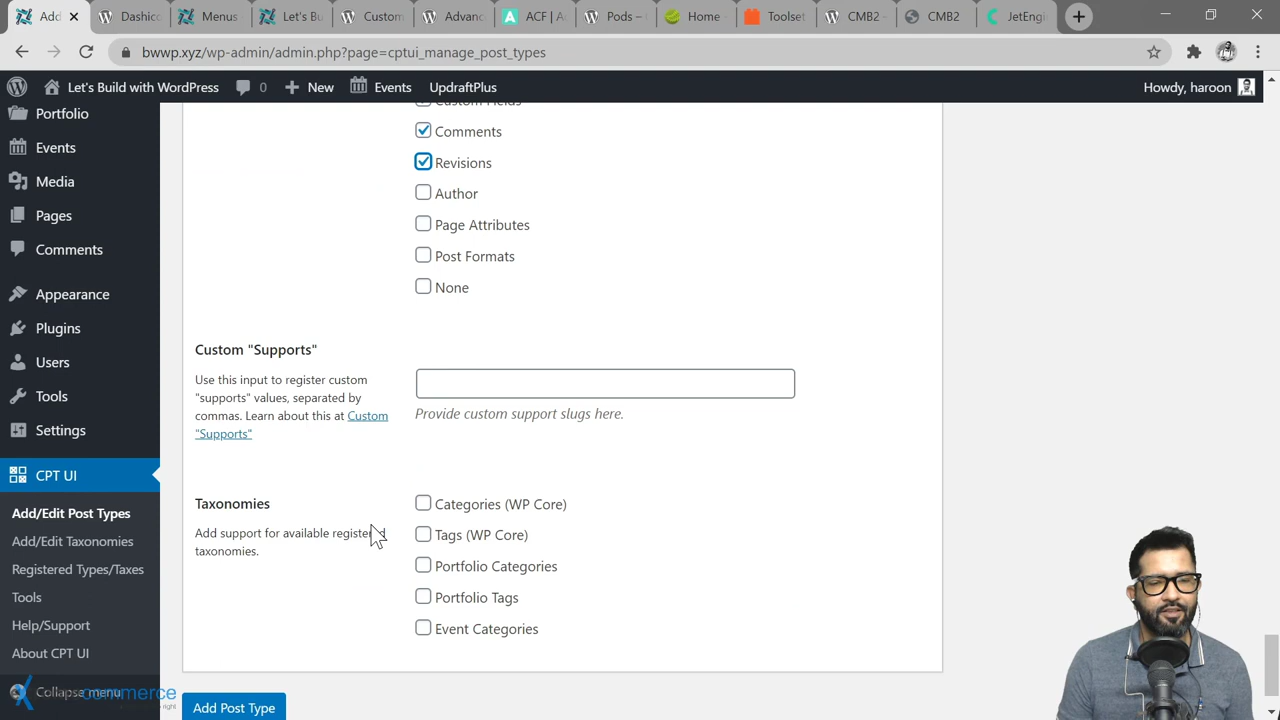 Add
Dashbo
Menus
Let's B
Custom
Advanc
ACF | A
Pods –
Home
Toolset
CMB2 –
CMB2
JetEngi
bwwp.xyz/wp-admin/admin.php?page=cptui_manage_post_types
Let's Build with WordPress
0
New
Events
UpdraftPlus
Howdy, haroon
Portfolio
Events
Media
Pages
Comments
Appearance
Plugins
Users
Tools
Settings
CPT UI
Add/Edit Post Types
Add/Edit Taxonomies
Registered Types/Taxes
Tools
Help/Support
About CPT UI
Collapse menu
commerce
Custom Fields
Comments
Revisions
Author
Page Attributes
Post Formats
None
Custom "Supports"
Use this input to register custom
"supports" values, separated by
commas. Learn about this at Custom
"Supports"
Provide custom support slugs here.
Taxonomies
Add support for available registered
taxonomies.
Categories (WP Core)
Tags (WP Core)
Portfolio Categories
Portfolio Tags
Event Categories
Add Post Type